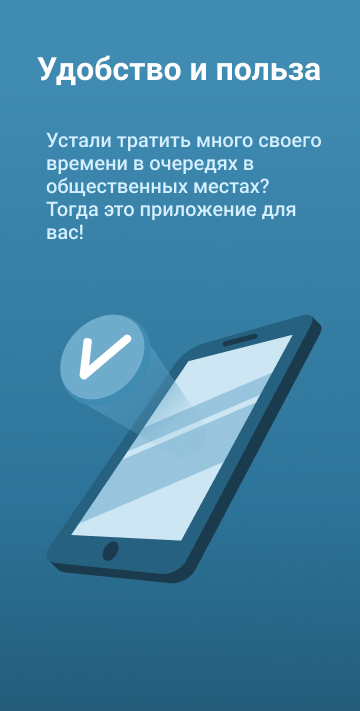 Удобство и польза
Устали тратить много своего
времени в очередях в
общественных местах?
Тогда это приложение для
вас!